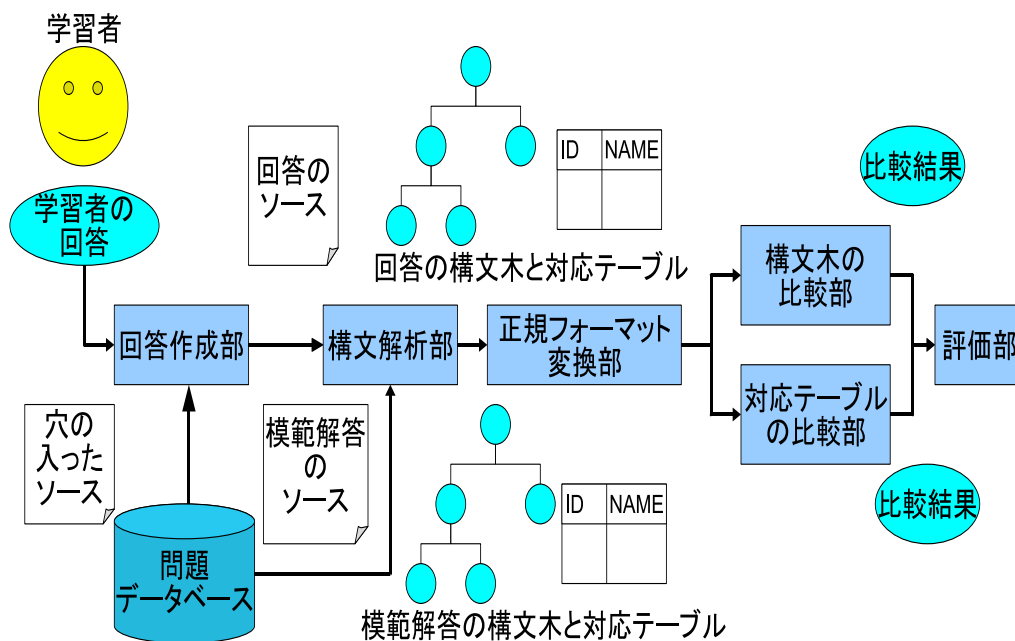 学習者
学習者の
回答
回答の
ソース
ID NAME
回答の構文木と対応テーブル
比較結果
回答作成部
構文解析部
正規フォーマット
変換部
構文木の
比較部
対応テーブル
の比較部
評価部
穴の
入った
ソース
模範解答
の
ソース
ID NAME
模範解答の構文木と対応テーブル
比較結果
問題
データベース